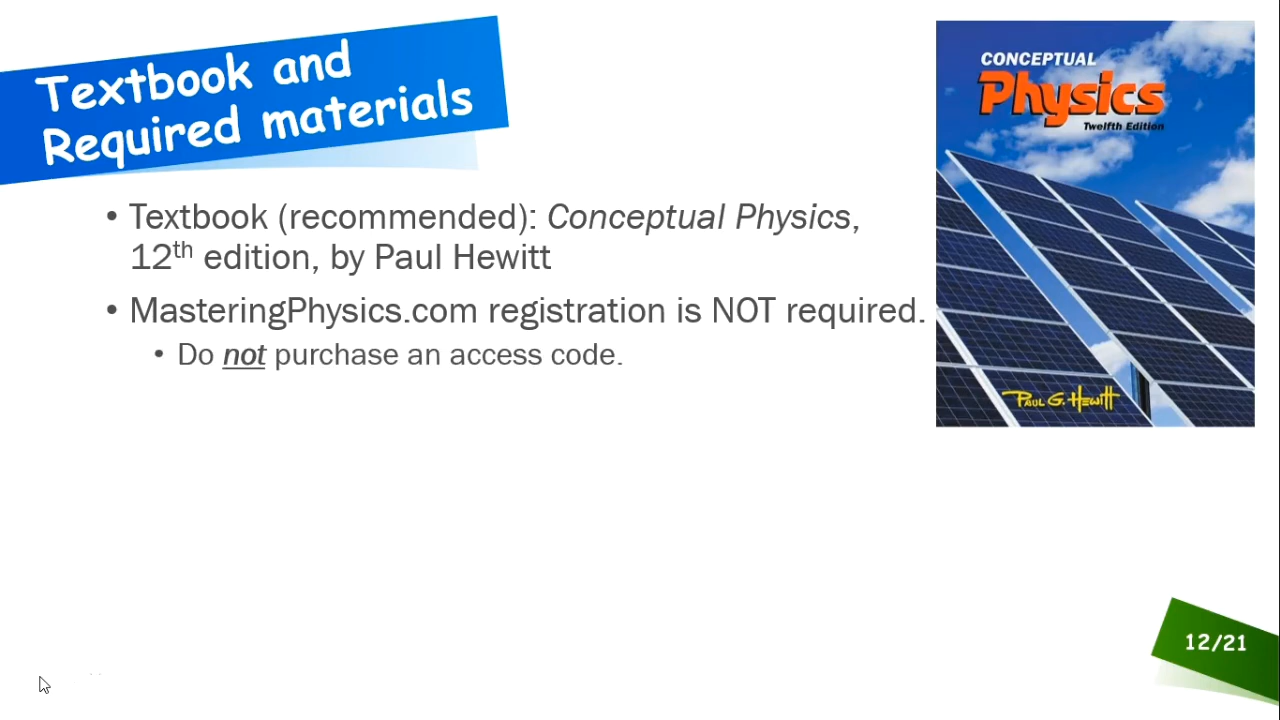 Textbook and
Required materials
• Textbook (recommended): Conceptual Physics,
12th edition, by Paul Hewitt
• MasteringPhysics.com registration is NOT required.
• Do not purchase an access code.
CONCEPTUAL
Physics
Twelfth Edition
PAUL G. HEWITT
12/21